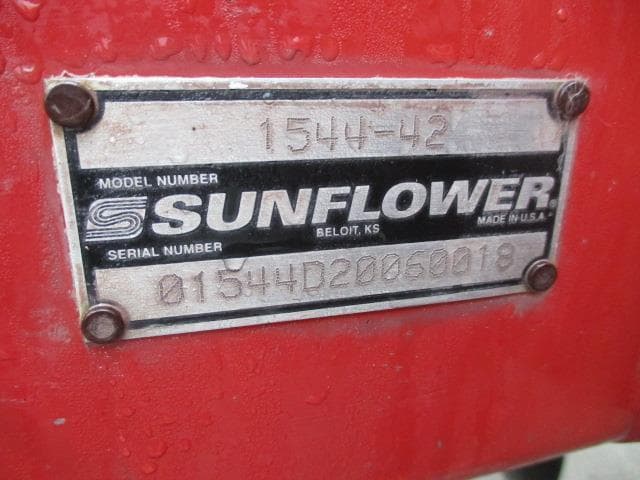 1544-42
MODEL NUMBER
SUNFLOWER®
BELOIT, KS
MADE IN U.S.A.
SERIAL NUMBER
01544D20060018